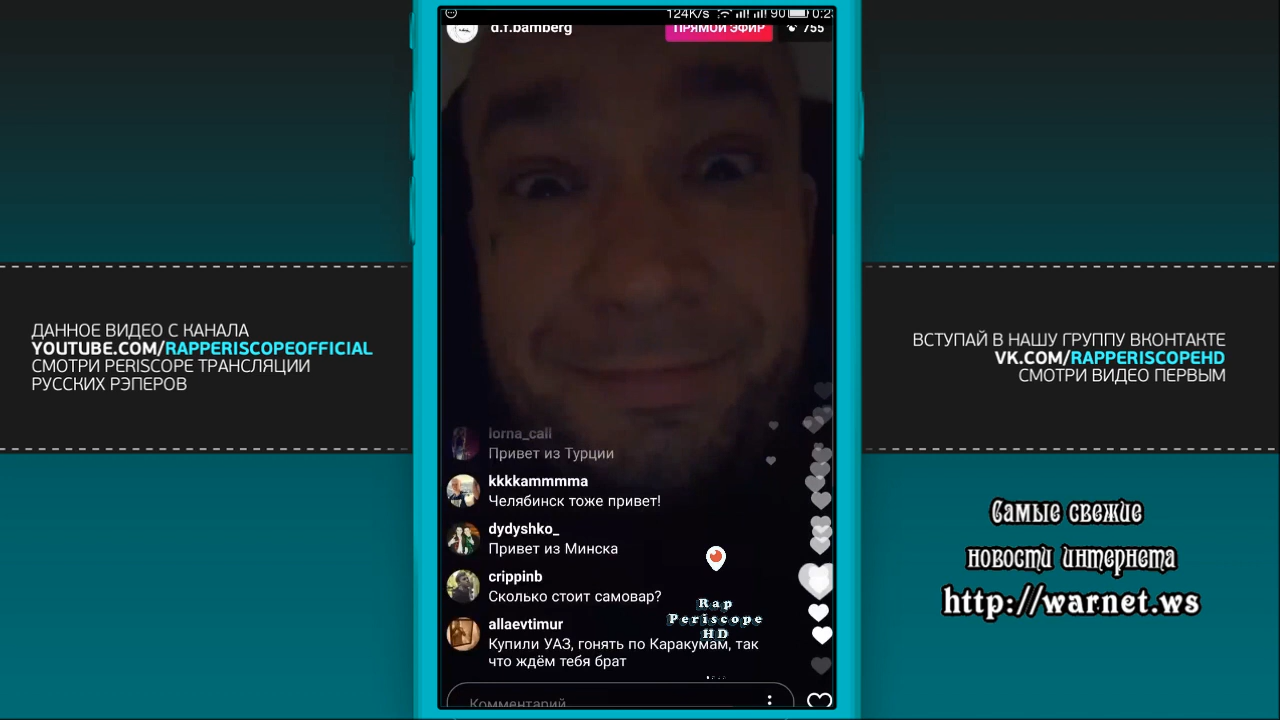 124K/s
90
0:23
d.f.bamberg
ПРЯМОЙ ЭФИР
755
ДАННОЕ ВИДЕО С КАНАЛА
YOUTUBE.COM/RAPPERISCOPEOFFICIAL
СМОТРИ PERISCOPE ТРАНСЛЯЦИИ
РУССКИХ РЭПЕРОВ
ВСТУПАЙ В НАШУ ГРУППУ ВКОНТАКТЕ
VK.COM/RAPPERISCOPEHD
СМОТРИ ВИДЕО ПЕРВЫМ
lorna_call
Привет из Турции
kkkkammmma
Челябинск тоже привет!
dydyshko_
Привет из Минска
crippinb
Сколько стоит самовар?
allaevtimur
Купили УАЗ, гонять по Каракумам, так
что ждём тебя брат
Rap
Periscope
HD
Комментарий
Самые свежие
новости интернета
http://warnet.ws